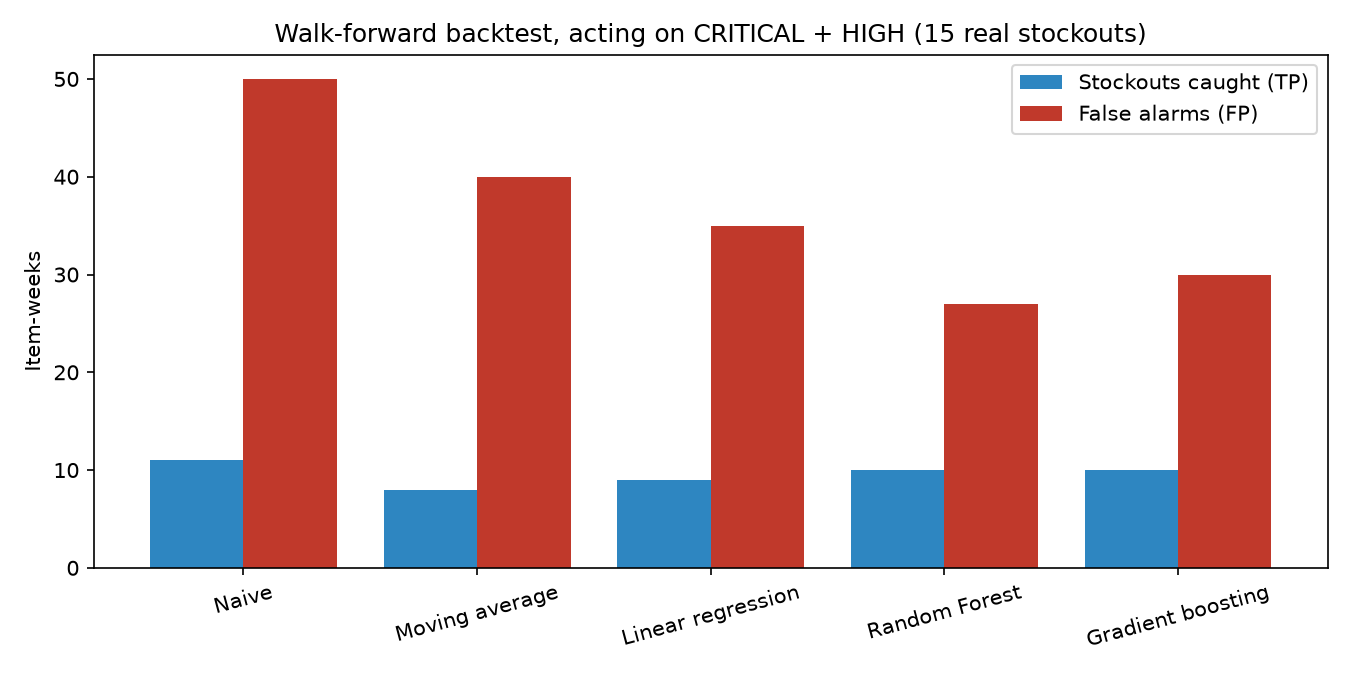 Walk-forward backtest, acting on CRITICAL + HIGH (15 real stockouts)
Stockouts caught (TP)
False alarms (FP)
Item-weeks
50
40
30
20
10
0
Naive
Moving average
Linear regression
Random Forest
Gradient boosting